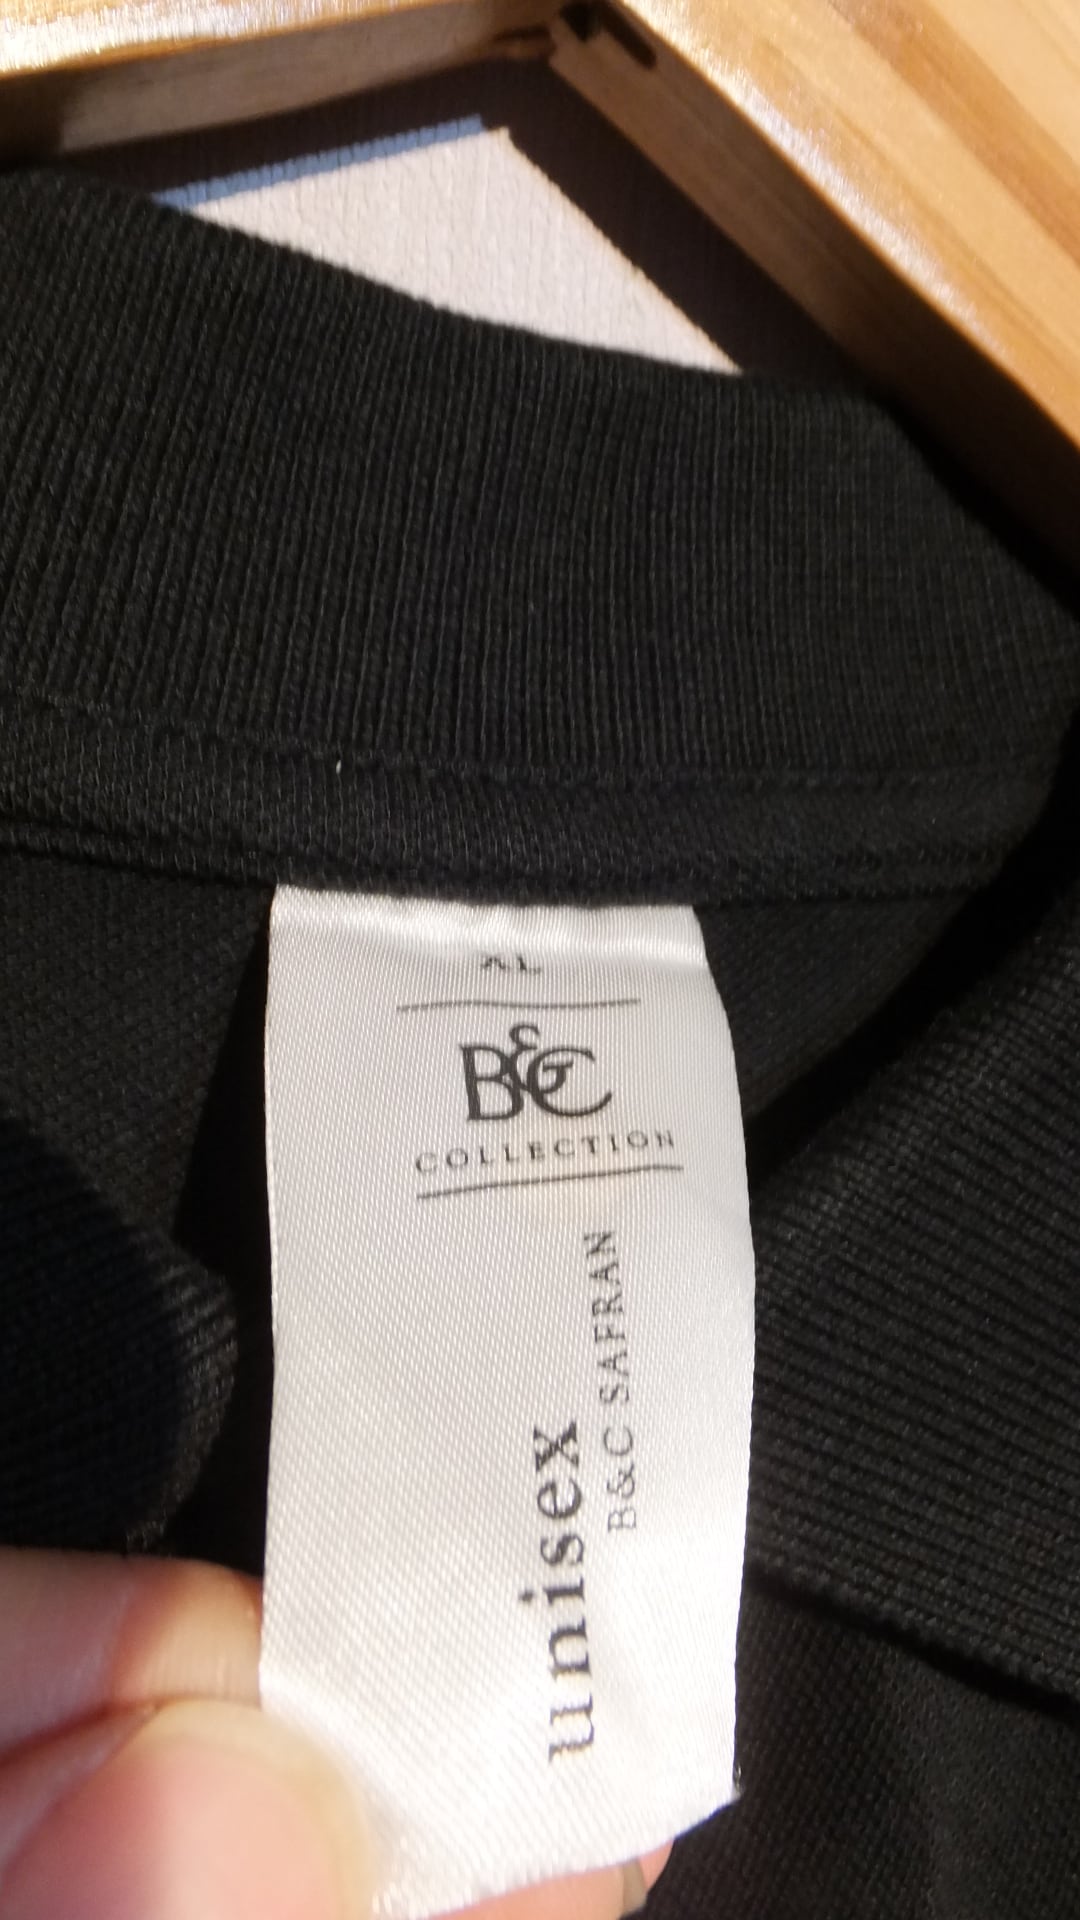 XL
B&C
COLLECTION
unisex
B&C SAFRAN